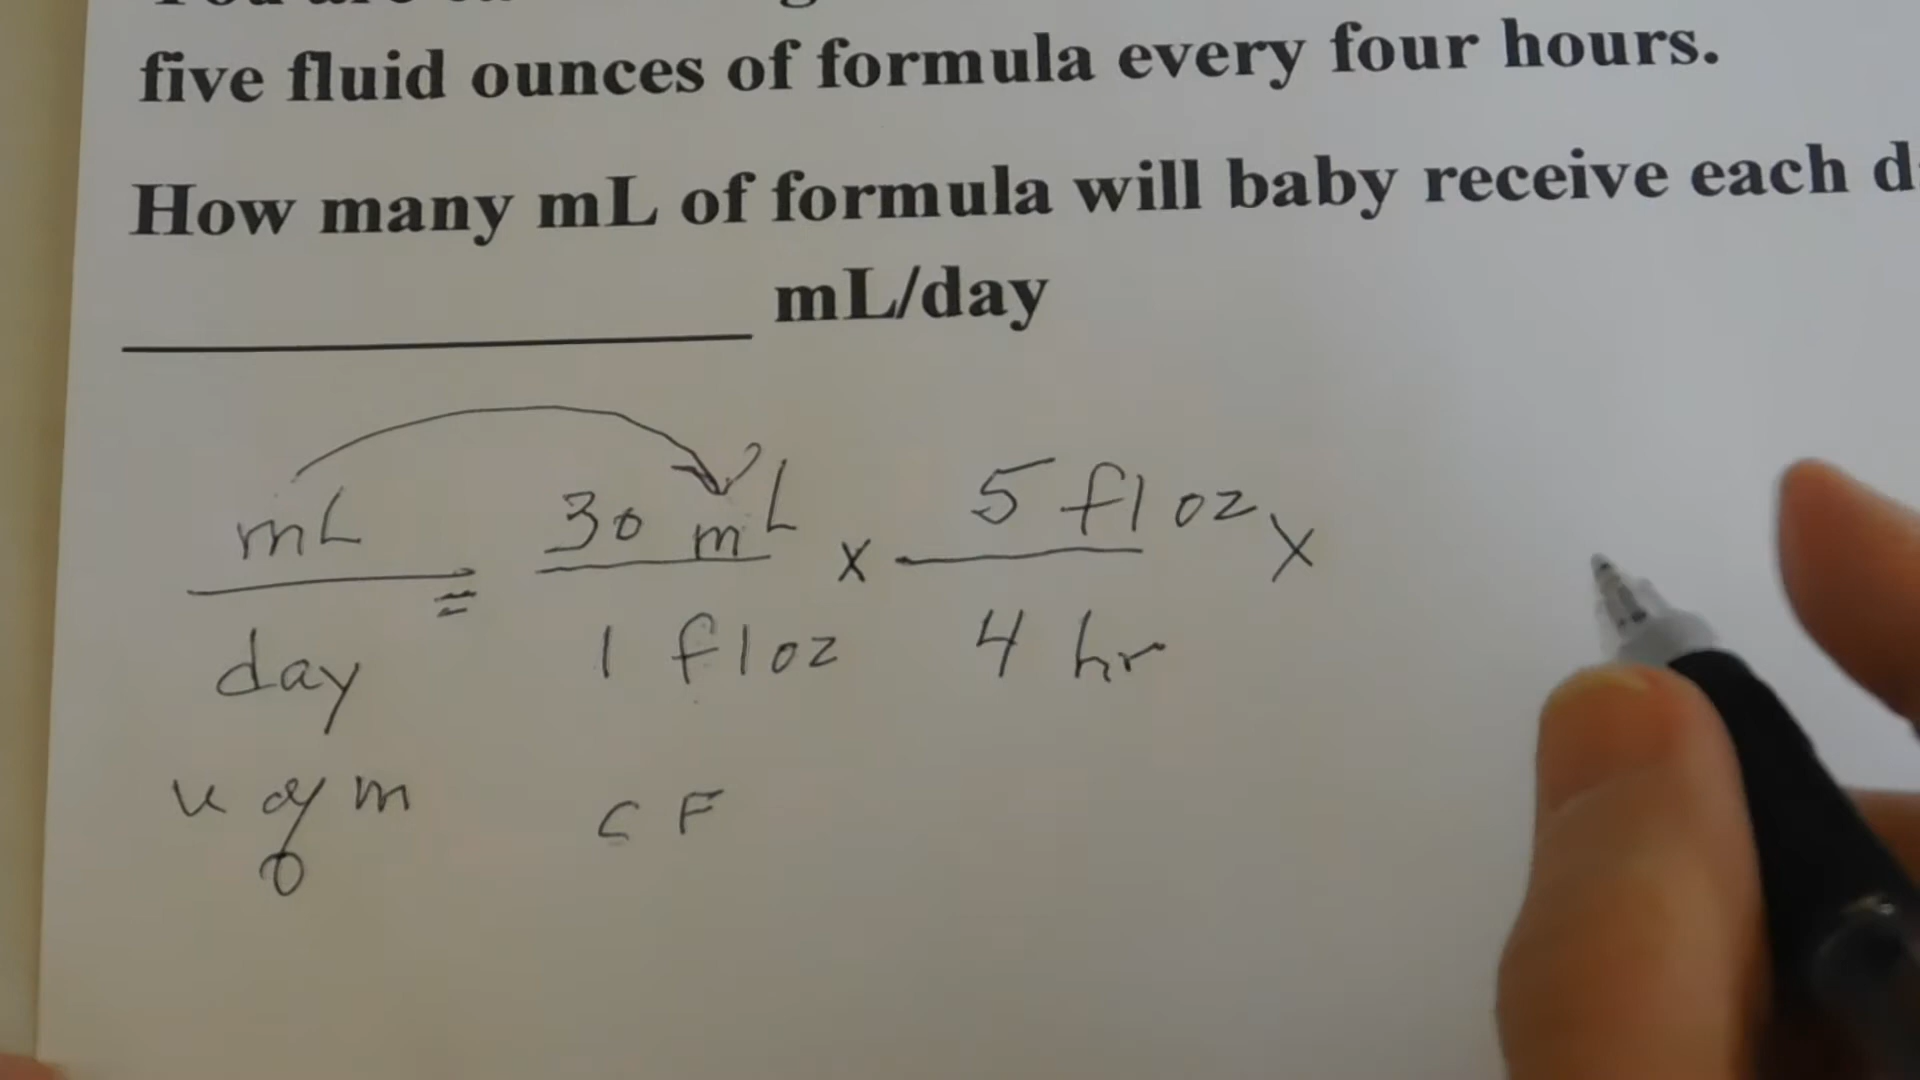 five fluid ounces of formula every four hours.
How many mL of formula will baby receive each d
mL/day
mL = 30 mL x 5 fl oz x
day 1 fl oz 4 hr
u of m CF